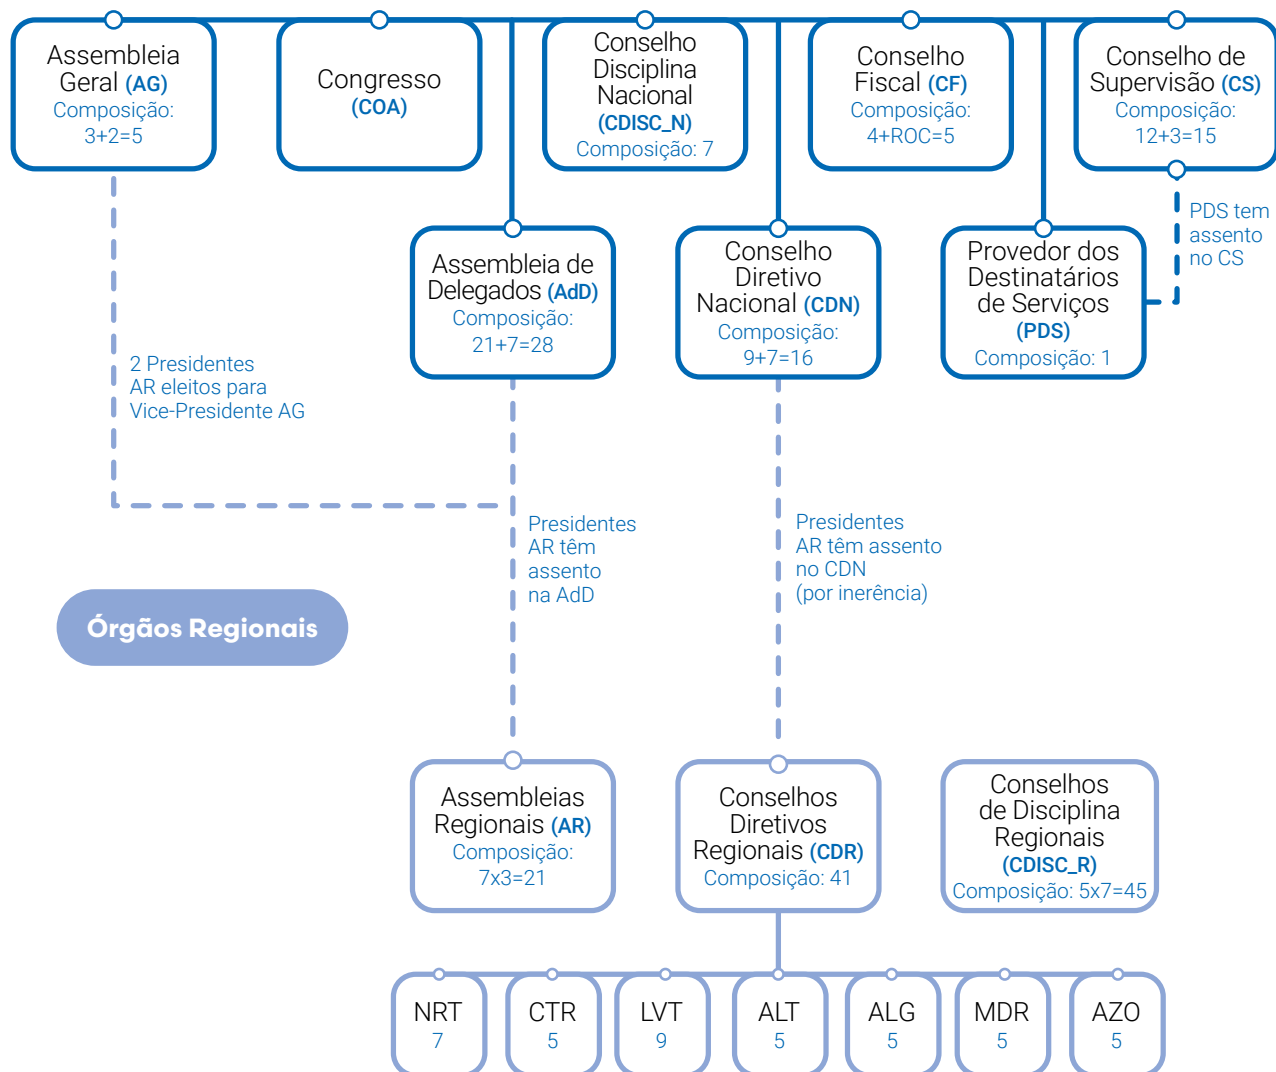 Assembleia
Geral (AG)
Composição:
3+2=5
Congresso
(COA)
Conselho
Disciplina
Nacional
(CDISC_N)
Composição: 7
Conselho
Fiscal (CF)
Composição:
4+ROC=5
Conselho de
Supervisão (CS)
Composição:
12+3=15
PDS tem
assento
no CS
Assembleia de
Delegados (AdD)
Composição:
21+7=28
Conselho
Diretivo
Nacional (CDN)
Composição:
9+7=16
Provedor dos
Destinatários
de Serviços
(PDS)
Composição: 1
2 Presidentes
AR eleitos para
Vice-Presidente AG
Presidentes
AR têm
assento
na AdD
Presidentes
AR têm assento
no CDN
(por inerência)
Órgãos Regionais
Assembleias
Regionais (AR)
Composição:
7x3=21
Conselhos
Diretivos
Regionais (CDR)
Composição: 41
Conselhos
de Disciplina
Regionais
(CDISC_R)
Composição: 5x7=45
NRT
7
CTR
5
LVT
9
ALT
5
ALG
5
MDR
5
AZO
5